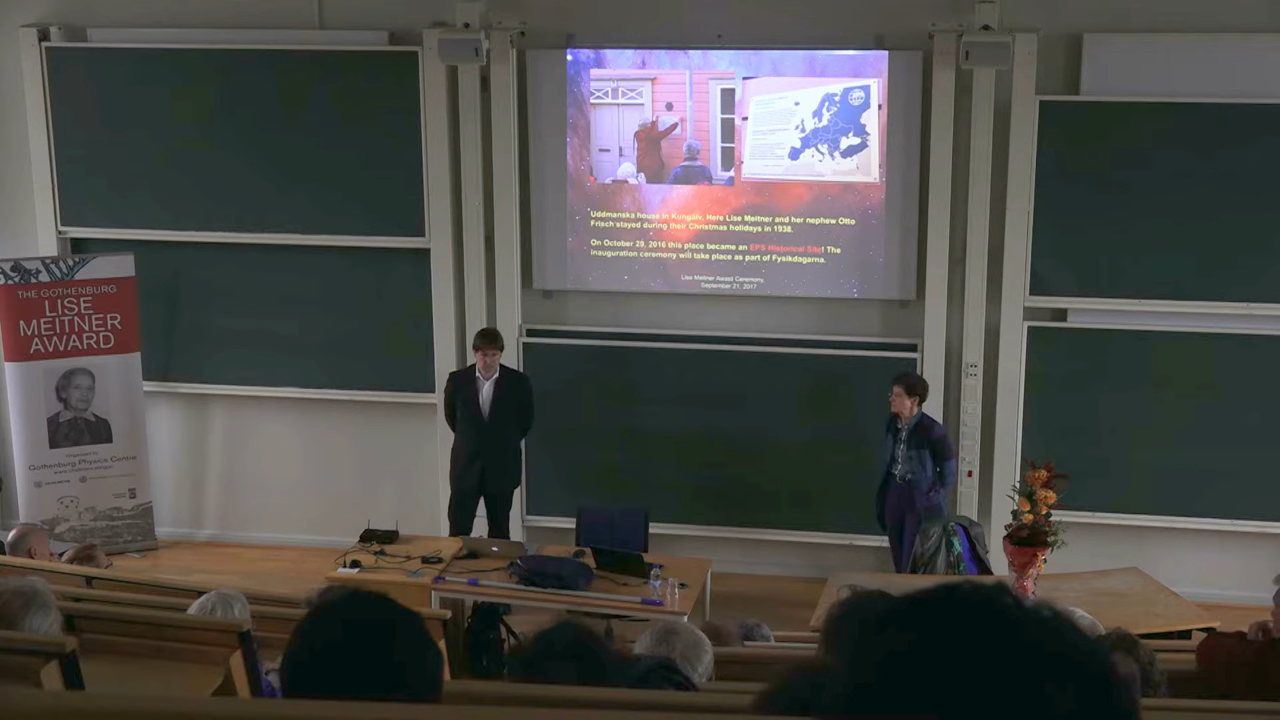 Uddmanska house in Kungälv. Here Lise Meitner and her nephew Otto
Frisch stayed during their Christmas holidays in 1938.
On October 29, 2016 this place became an EPS Historical Site! The
inauguration ceremony will take place as part of Fysikdagarna.
Lise Meitner Award Ceremony,
September 21, 2017
THE GOTHENBURG
LISE
MEITNER
AWARD
Gothenburg Physics Centre